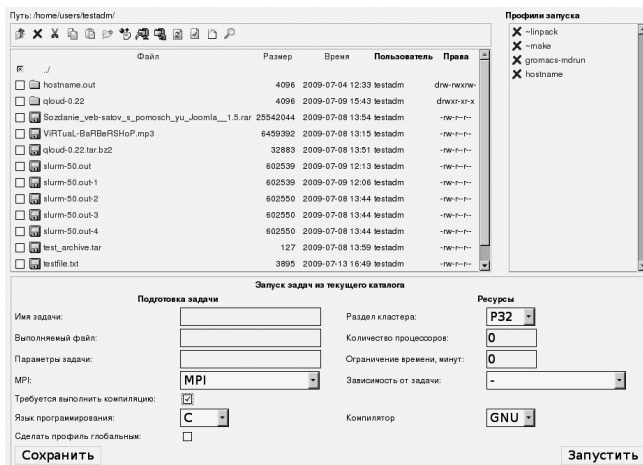 Путь: /home/users/testadm/
Профили запуска
~linpack
~make
gromacs-mdrun
hostname
Файл Размер Время Пользователь Права
../
hostname.out 4096 2009-07-04 12:33 testadm drw-rwxrw-
qloud-0.22 4096 2009-07-09 15:43 testadm drwxr-xr-x
Sozdanie_veb-satov_s_pomosch_yu_Joomla__1.5.rar 25542044 2009-07-08 13:54 testadm -rw-r--r--
ViRTuaL-BaRBeRSHoP.mp3 6459392 2009-07-08 13:15 testadm -rw-r--r--
qloud-0.22.tar.bz2 32883 2009-07-08 13:51 testadm -rw-r--r--
slurm-50.out 602539 2009-07-09 12:13 testadm -rw-r--r--
slurm-50.out-1 602539 2009-07-09 12:06 testadm -rw-r--r--
slurm-50.out-2 602550 2009-07-08 13:44 testadm -rw-r--r--
slurm-50.out-3 602550 2009-07-08 13:44 testadm -rw-r--r--
slurm-50.out-4 602550 2009-07-08 13:44 testadm -rw-r--r--
test_archive.tar 127 2009-07-08 13:59 testadm -rw-r--r--
testfile.txt 3895 2009-07-13 16:49 testadm -rw-r--r--
Запуск задач из текущего каталога
Подготовка задачи Ресурсы
Имя задачи: Раздел кластера: P32
Выполняемый файл: Количество процессоров: 0
Параметры задачи: Ограничение времени, минут: 0
MPI: MPI Зависимость от задачи: -
Требуется выполнить компиляцию:
Язык программирования: C Компилятор GNU
Сделать профиль глобальным:
Сохранить Запустить